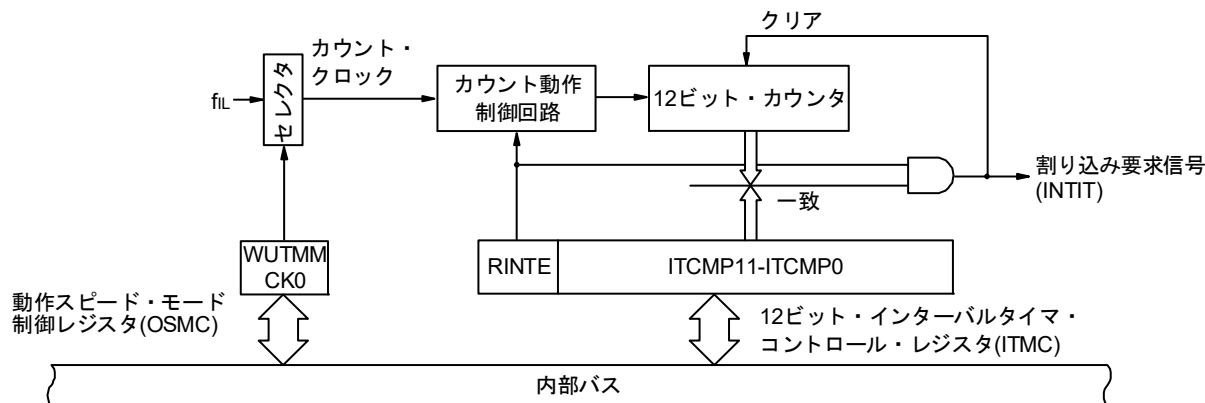 クリア
カウント・
クロック
fIL
セレクタ
カウント動作
制御回路
12ビット・カウンタ
割り込み要求信号
(INTIT)
一致
WUTMM
CK0
RINTE
ITCMP11-ITCMP0
動作スピード・モード
制御レジスタ(OSMC)
12ビット・インターバルタイマ・
コントロール・レジスタ(ITMC)
内部バス